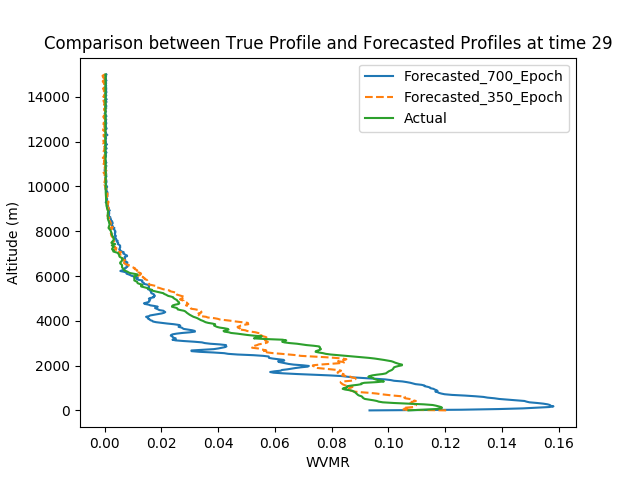 Comparison between True Profile and Forecasted Profiles at time 29
Forecasted_700_Epoch
Forecasted_350_Epoch
Actual
Altitude (m)
14000
12000
10000
8000
6000
4000
2000
0
0.00 0.02 0.04 0.06 0.08 0.10 0.12 0.14 0.16
WVMR